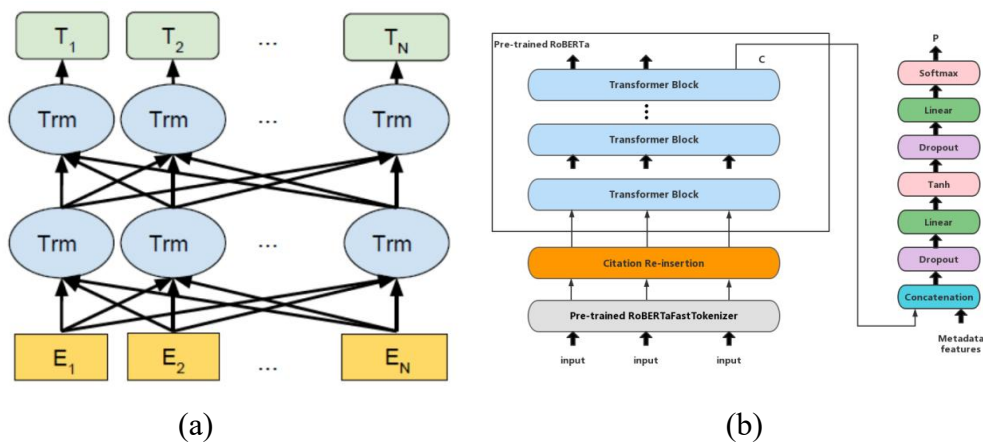 T1 T2 ... TN
Trm Trm ... Trm
Trm Trm ... Trm
E1 E2 ... EN
(a)
Pre-trained RoBERTa
C
Transformer Block
Transformer Block
Transformer Block
Citation Re-insertion
Pre-trained RoBERTaFastTokenizer
input input input
P
Softmax
Linear
Dropout
Tanh
Linear
Dropout
Concatenation
Metadata
features
(b)